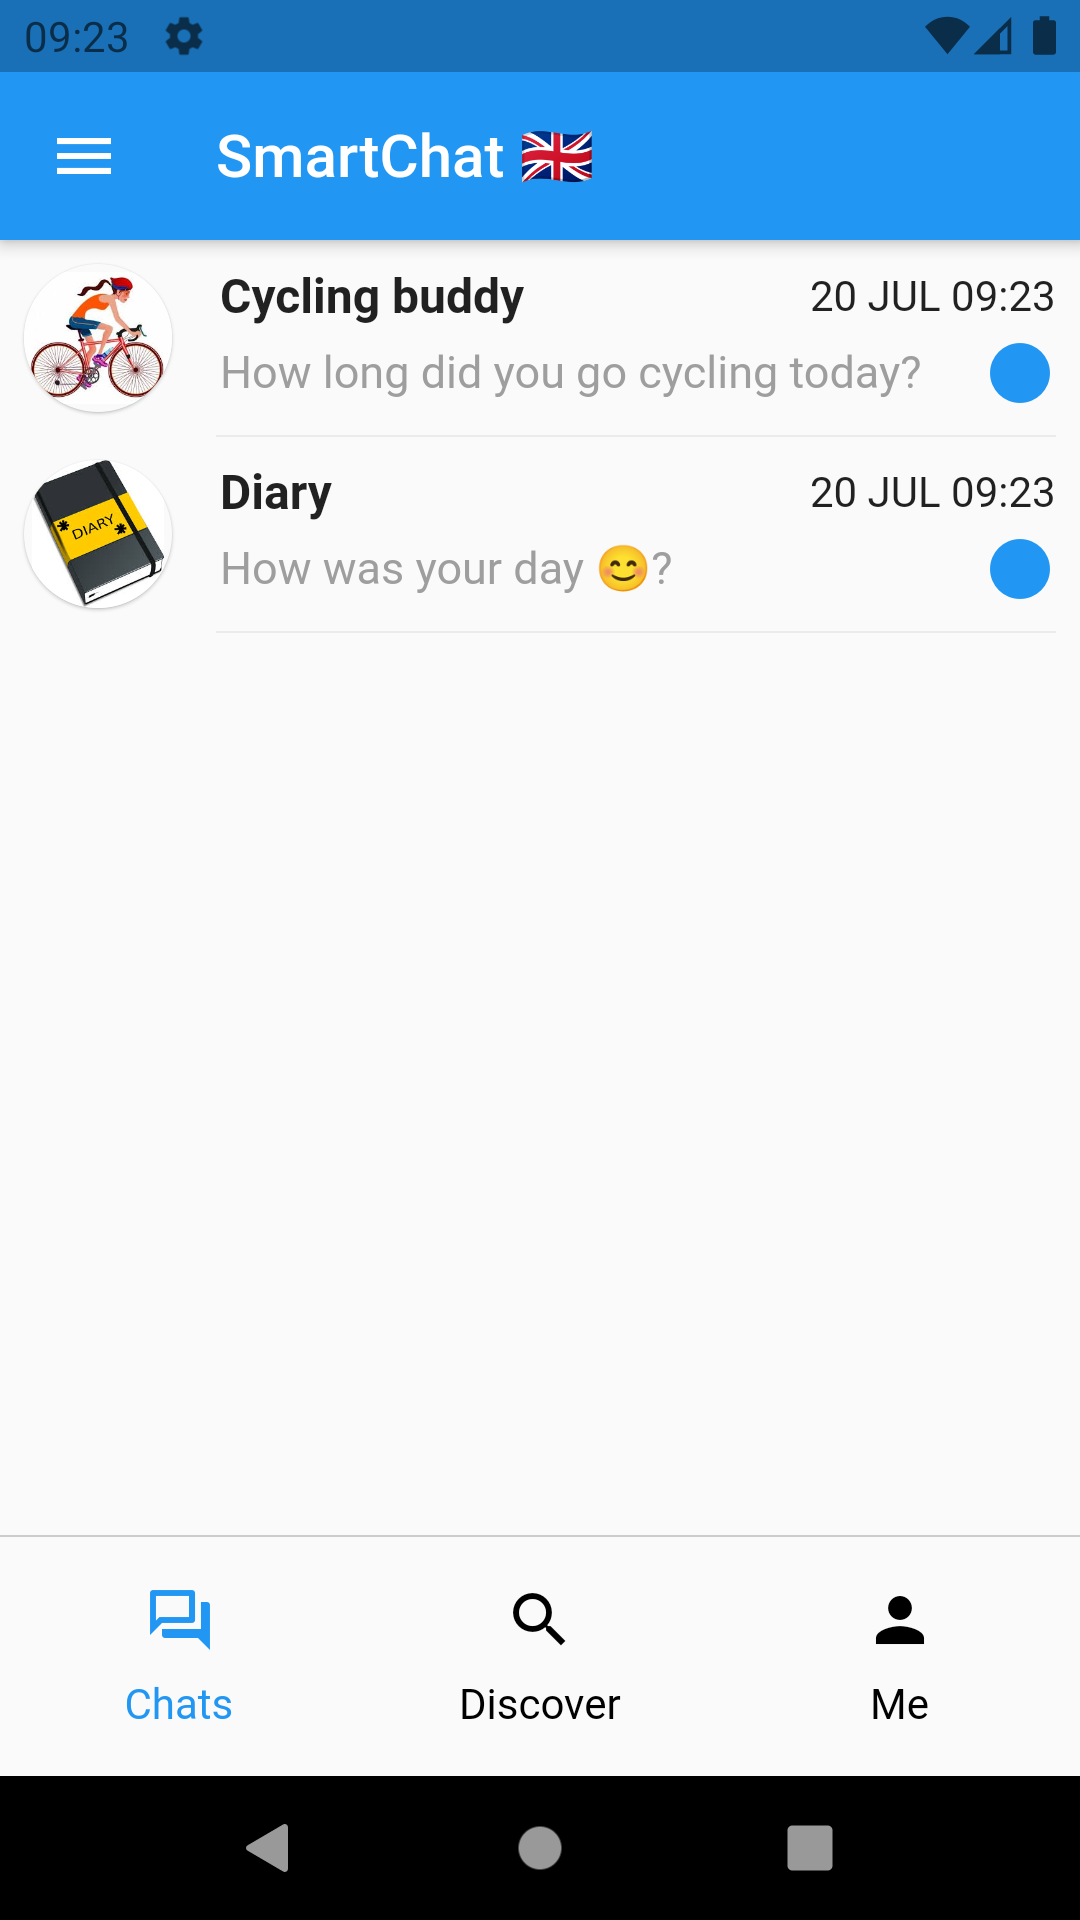 09:23
SmartChat 🇬🇧
Cycling buddy
20 JUL 09:23
How long did you go cycling today?
DIARY
Diary
20 JUL 09:23
How was your day 😊?
Chats
Discover
Me